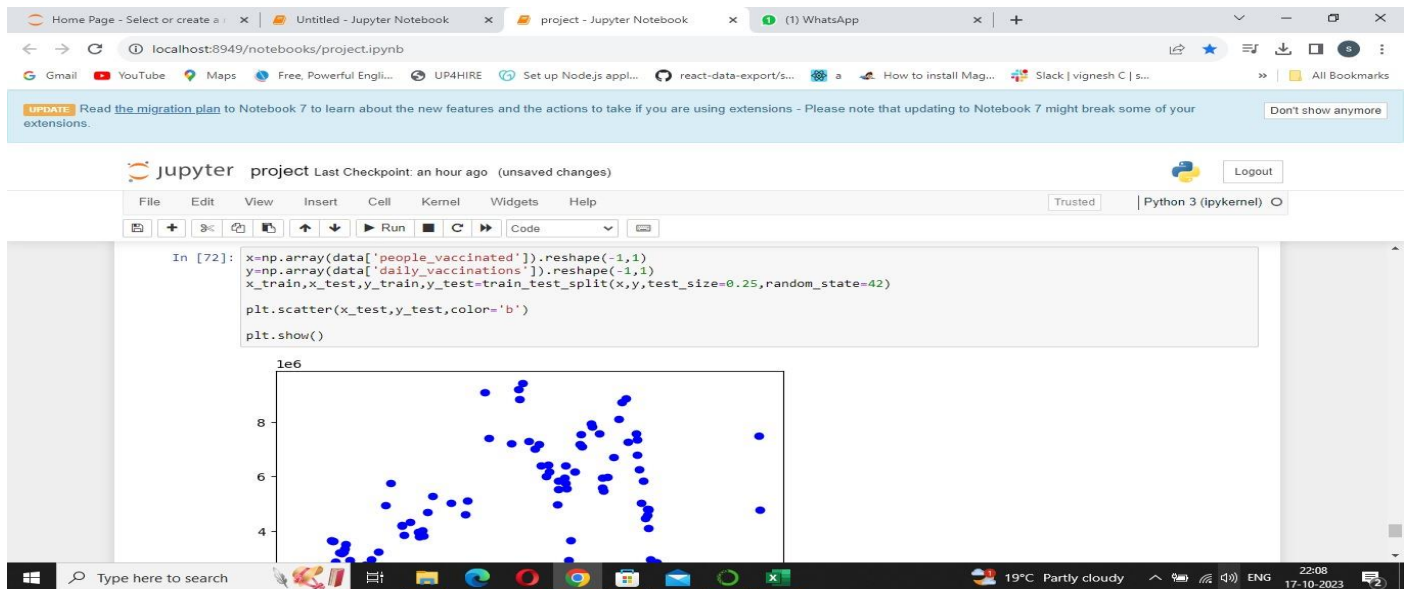 Home Page - Select or create a
Untitled - Jupyter Notebook
project - Jupyter Notebook
(1) WhatsApp
localhost:8949/notebooks/project.ipynb
Gmail YouTube Maps Free, Powerful Engli... UP4HIRE Set up Node.js appl... react-data-export/s... a How to install Mag... Slack | vignesh C | s... » All Bookmarks
UPDATE Read the migration plan to Notebook 7 to learn about the new features and the actions to take if you are using extensions - Please note that updating to Notebook 7 might break some of your
extensions.
Don't show anymore
jupyter project Last Checkpoint: an hour ago (unsaved changes)
Logout
File Edit View Insert Cell Kernel Widgets Help
Trusted
Python 3 (ipykernel)
Run
Code
In [72]: x=np.array(data['people_vaccinated']).reshape(-1,1)
y=np.array(data['daily_vaccinations']).reshape(-1,1)
x_train,x_test,y_train,y_test=train_test_split(x,y,test_size=0.25,random_state=42)
plt.scatter(x_test,y_test,color='b')
plt.show()
1e6
8
6
4
Type here to search
19°C Partly cloudy
ENG
22:08
17-10-2023
2